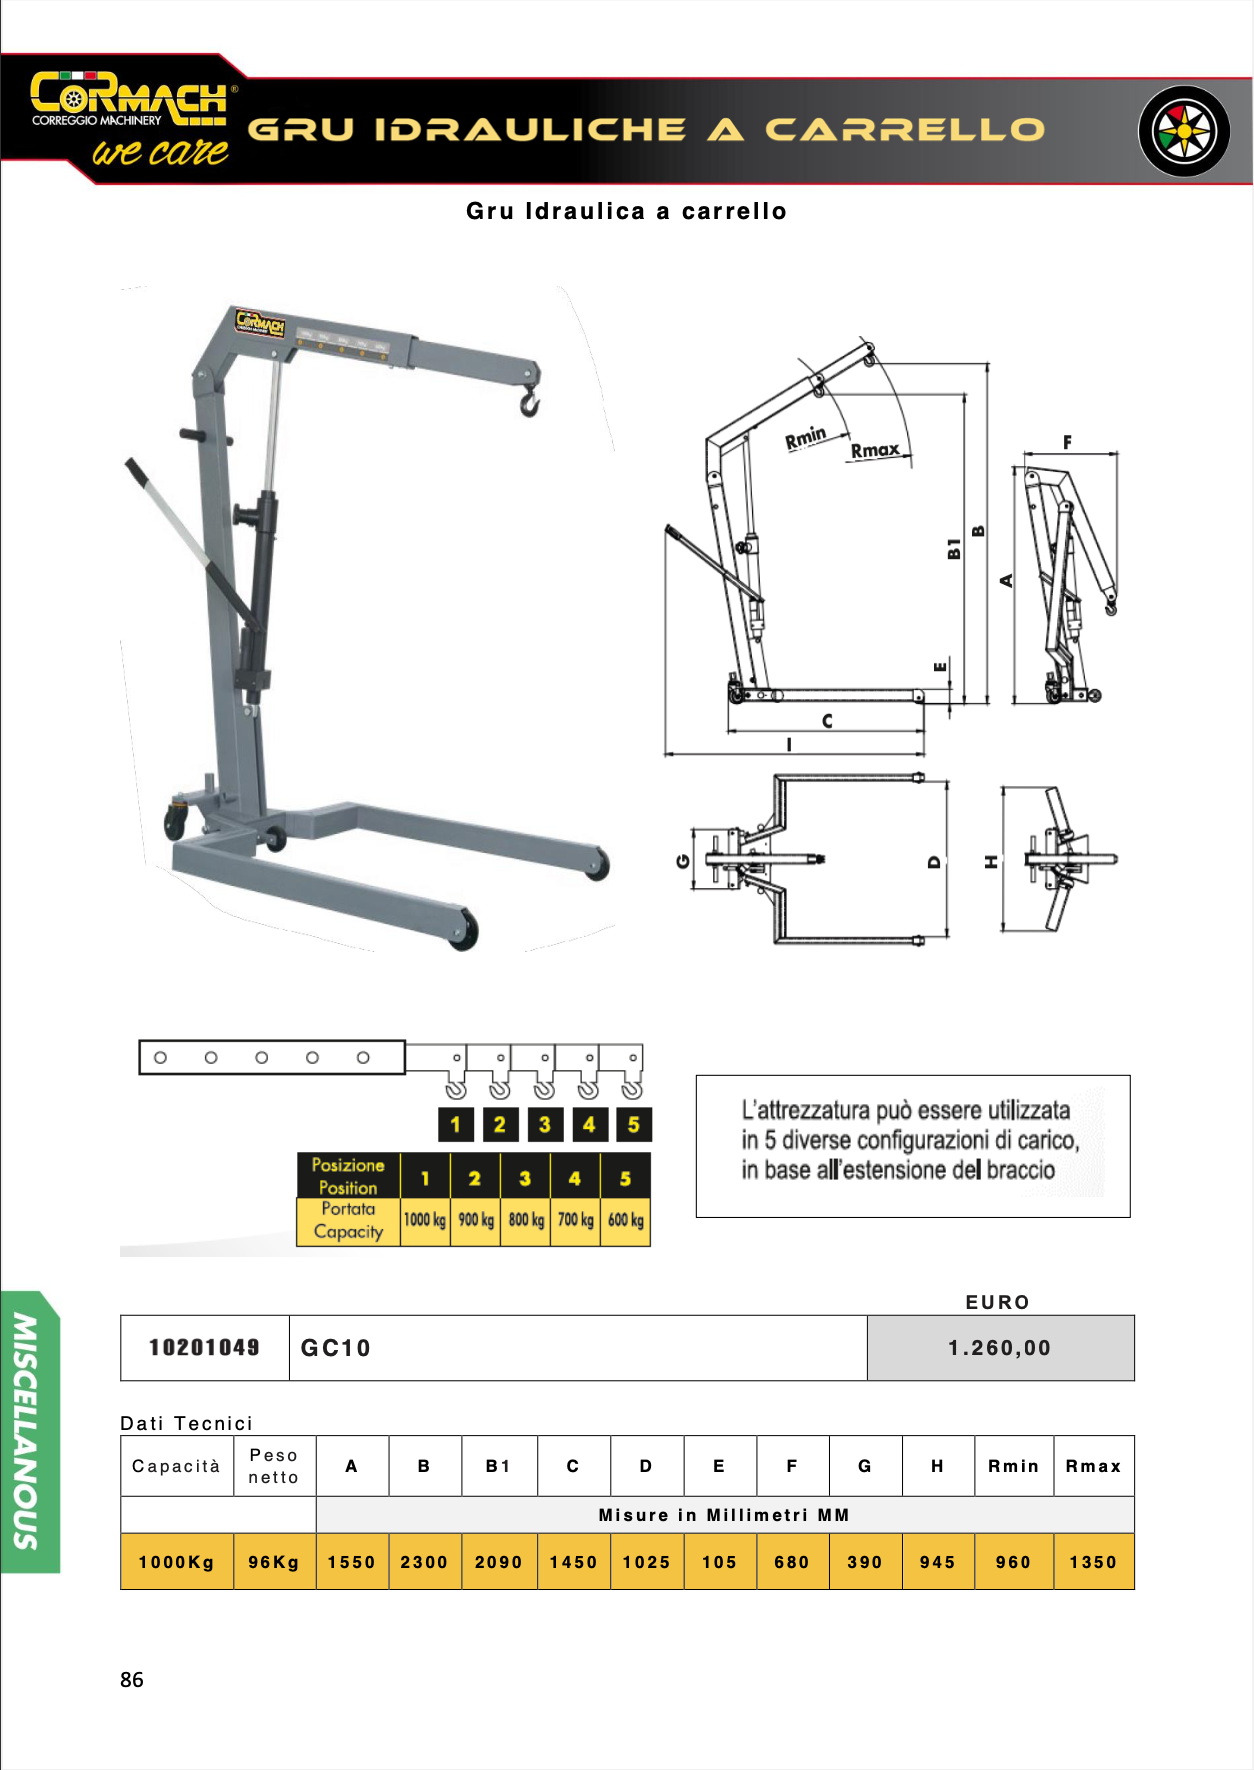 CORMACH®
CORREGGIO MACHINERY
we care
GRU IDRAULICHE A CARRELLO
Gru Idraulica a carrello
CORMACH
Rmin
Rmax
F
B1
B
A
E
C
I
G
D
H
1 2 3 4 5
Posizione Position 1 2 3 4 5
Portata Capacity 1000 kg 900 kg 800 kg 700 kg 600 kg
L'attrezzatura può essere utilizzata
in 5 diverse configurazioni di carico,
in base all'estensione del braccio
EURO
10201049 GC10 1.260,00
MISCELLANOUS
Dati Tecnici
Capacità Peso netto A B B1 C D E F G H Rmin Rmax
Misure in Millimetri MM
1000Kg 96Kg 1550 2300 2090 1450 1025 105 680 390 945 960 1350
86